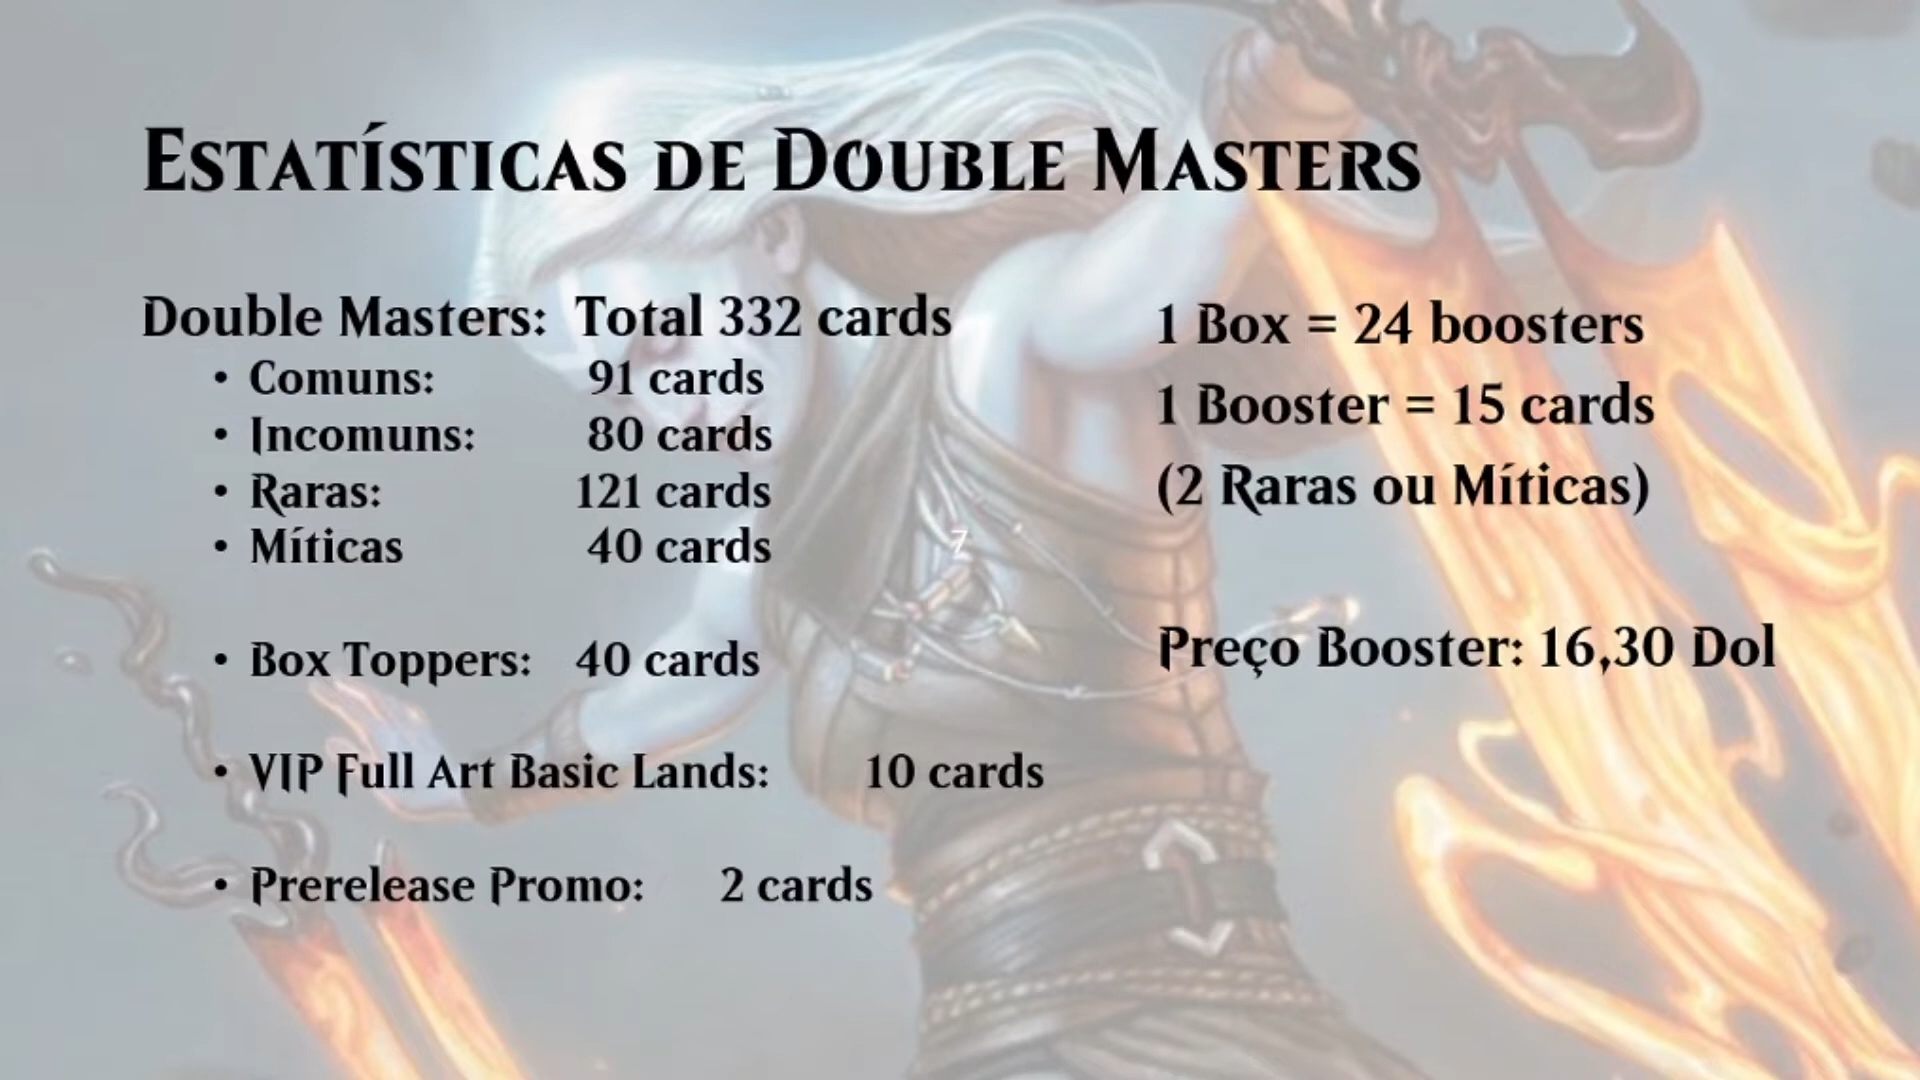 Estatísticas de Double Masters
Double Masters: Total 332 cards
• Comuns: 91 cards
• Incomuns: 80 cards
• Raras: 121 cards
• Míticas 40 cards
• Box Toppers: 40 cards
• VIP Full Art Basic Lands: 10 cards
• Prerelease Promo: 2 cards
1 Box = 24 boosters
1 Booster = 15 cards
(2 Raras ou Míticas)
Preço Booster: 16,30 Dol